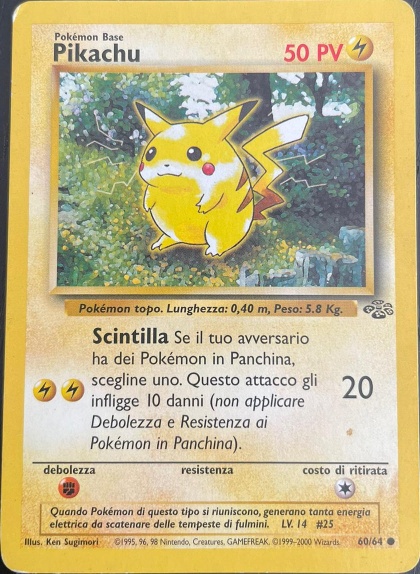 Pokémon Base
Pikachu
50 PV
Pokémon topo. Lunghezza: 0,40 m, Peso: 5.8 Kg.
Scintilla Se il tuo avversario
ha dei Pokémon in Panchina,
scegline uno. Questo attacco gli
infligge 10 danni (non applicare
Debolezza e Resistenza ai
Pokémon in Panchina).
20
debolezza resistenza costo di ritirata
Quando Pokémon di questo tipo si riuniscono, generano tanta energia
elettrica da scatenare delle tempeste di fulmini. LV. 14 #25
Illus. Ken Sugimori ©1995, 96, 98 Nintendo, Creatures, GAMEFREAK. ©1999-2000 Wizards. 60/64